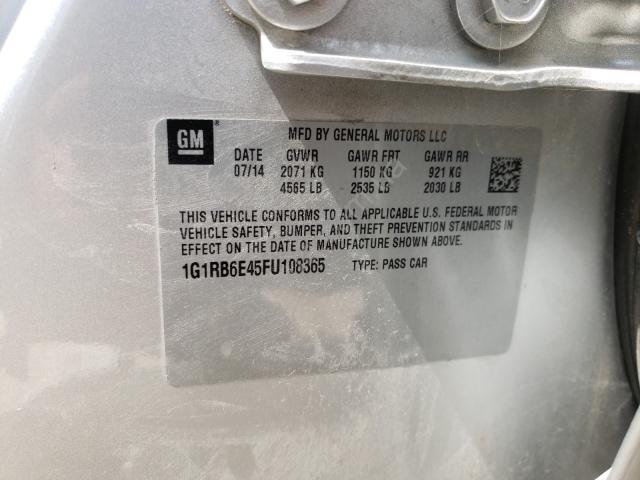 GM
MFD BY GENERAL MOTORS LLC
DATE GVWR GAWR FRT GAWR RR
07/14 2071 KG 1150 KG 921 KG
4565 LB 2535 LB 2030 LB
THIS VEHICLE CONFORMS TO ALL APPLICABLE U.S. FEDERAL MOTOR
VEHICLE SAFETY, BUMPER, AND THEFT PREVENTION STANDARDS IN
EFFECT ON THE DATE OF MANUFACTURE SHOWN ABOVE.
1G1RB6E45FU108365 TYPE: PASS CAR